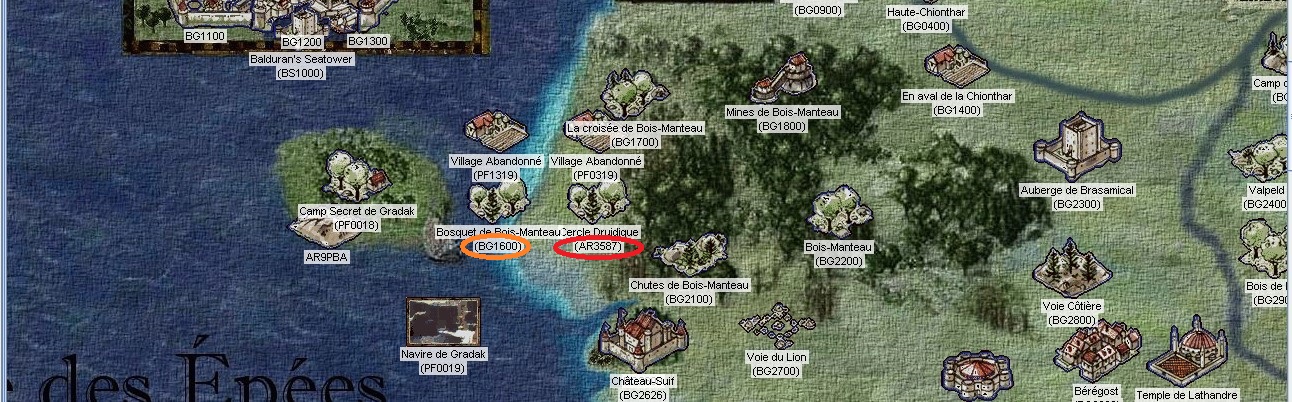 (BG0900)
Haute-Chionthar
(BG0400)
BG1100
BG1200
BG1300
Balduran's Seatower
(BS1000)
En aval de la Chionthar
(BG1400)
Mines de Bois-Manteau
(BG1800)
La croisée de Bois-Manteau
(BG1700)
Village Abandonné
(PF1319)
Village Abandonné
(PF0319)
Auberge de Brasamical
(BG2300)
Valpeld
(BG2400
Camp Secret de Gradak
(PF0018)
Bosquet de Bois-Manteau
(BG1600)
Cercle Druidique
(AR3587)
Bois-Manteau
(BG2200)
AR9PBA
Chutes de Bois-Manteau
(BG2100)
Voie Côtière
(BG2800)
Bois de
(BG290
Navire de Gradak
(PF0019)
Voie du Lion
(BG2700)
Château-Suif
(BG2626)
Bérégost
Temple de Lathandre
des Épées